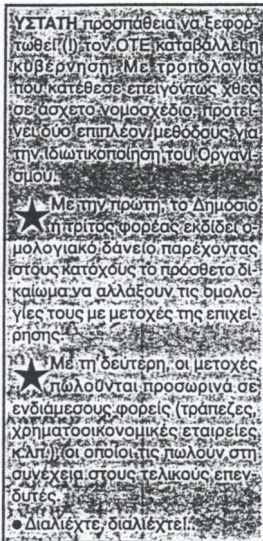 ΥΣΤΑΤΗ προσπάθεια να ξεφορ-
τωθεί (!) τον ΟΤΕ καταβάλλει η
κυβέρνηση. Με τροπολογία
που κατέθεσε επειγόντως χθες
σε άσχετο νομοσχέδιο, προτεί-
νει δύο επιπλέον μεθόδους για
την ιδιωτικοποίηση του Οργανι-
σμού.
★ Με την πρώτη, το Δημόσιο
ή τρίτος φορέας εκδίδει ο-
μολογιακό δάνειο παρέχοντας
στους κατόχους το πρόσθετο δι-
καίωμα να αλλάξουν τις ομολο-
γίες τους με μετοχές της επιχεί-
ρησης.
★ Με τη δεύτερη, οι μετοχές
πωλούνται προσωρινά σε
ενδιάμεσους φορείς (τράπεζες,
χρηματοοικονομικές εταιρείες
κ.λπ.), οι οποίοι τις πωλούν στη
συνέχεια στους τελικούς επεν-
δυτές.
● Διαλιέχτε, διαλιέχτε!..